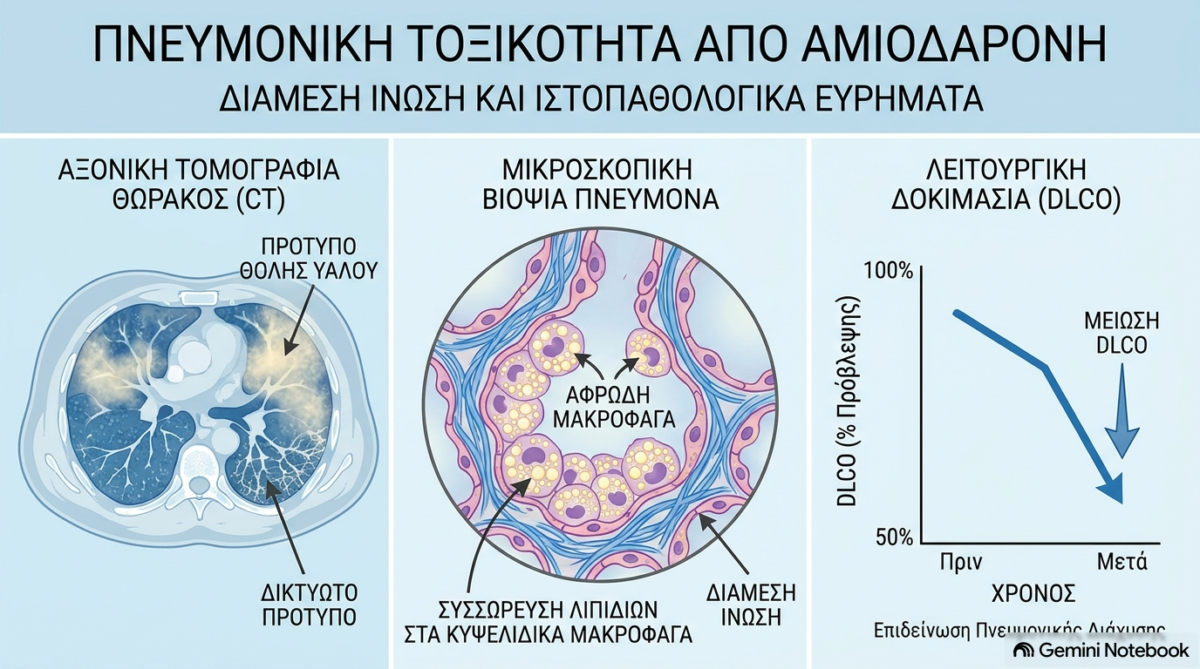 ΠΝΕΥΜΟΝΙΚΗ ΤΟΞΙΚΟΤΗΤΑ ΑΠΟ ΑΜΙΟΔΑΡΟΝΗ
ΔΙΑΜΕΣΗ ΙΝΩΣΗ ΚΑΙ ΙΣΤΟΠΑΘΟΛΟΓΙΚΑ ΕΥΡΗΜΑΤΑ
ΑΞΟΝΙΚΗ ΤΟΜΟΓΡΑΦΙΑ
ΘΩΡΑΚΟΣ (CT)
ΠΡΟΤΥΠΟ
ΘΟΛΗΣ ΥΑΛΟΥ
ΔΙΚΤΥΩΤΟ
ΠΡΟΤΥΠΟ
ΜΙΚΡΟΣΚΟΠΙΚΗ
ΒΙΟΨΙΑ ΠΝΕΥΜΟΝΑ
ΑΦΡΩΔΗ
ΜΑΚΡΟΦΑΓΑ
ΣΥΣΣΩΡΕΥΣΗ ΛΙΠΙΔΙΩΝ
ΣΤΑ ΚΥΨΕΛΙΔΙΚΑ ΜΑΚΡΟΦΑΓΑ
ΔΙΑΜΕΣΗ
ΙΝΩΣΗ
ΛΕΙΤΟΥΡΓΙΚΗ
ΔΟΚΙΜΑΣΙΑ (DLCO)
100%
DLCO (% Πρόβλεψης)
ΜΕΙΩΣΗ
DLCO
50%
Πριν
Μετά
ΧΡΟΝΟΣ
Επιδείνωση Πνευμονικής Διάχυσης
Gemini Notebook